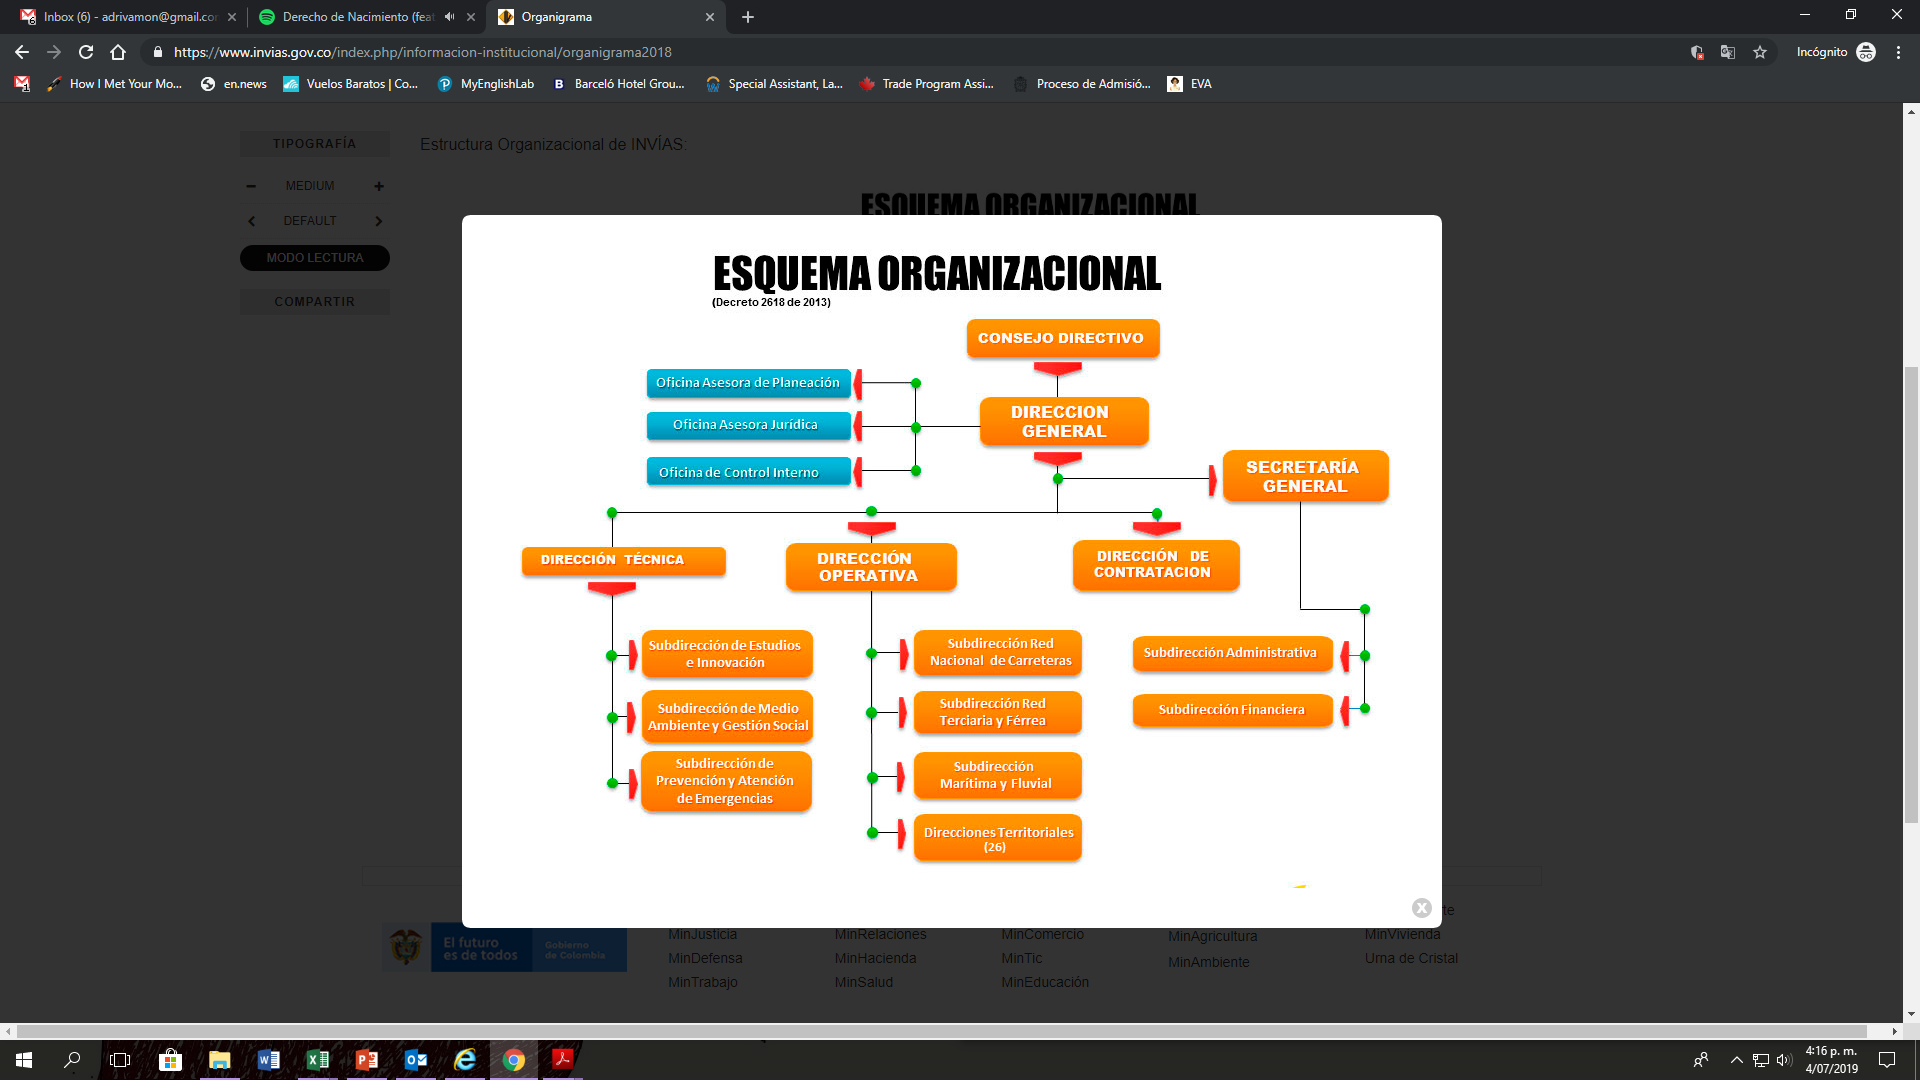 Inbox (6) - adrivamon@gmail.cor
Derecho de Nacimiento (feat
Organigrama
https://www.invias.gov.co/index.php/informacion-institucional/organigrama2018
Incógnito
How I Met Your Mo...
en.news
Vuelos Baratos | Co...
MyEnglishLab
Barceló Hotel Grou...
Special Assistant, La...
Trade Program Assi...
Proceso de Admisió...
EVA
TIPOGRAFÍA
MEDIUM
DEFAULT
MODO LECTURA
COMPARTIR
Estructura Organizacional de INVÍAS:
ESQUEMA ORGANIZACIONAL
ESQUEMA ORGANIZACIONAL
(Decreto 2618 de 2013)
CONSEJO DIRECTIVO
DIRECCION
GENERAL
Oficina Asesora de Planeación
Oficina Asesora Jurídica
Oficina de Control Interno
SECRETARÍA
GENERAL
DIRECCIÓN TÉCNICA
DIRECCIÓN
OPERATIVA
DIRECCIÓN DE
CONTRATACION
Subdirección de Estudios
e Innovación
Subdirección de Medio
Ambiente y Gestión Social
Subdirección de
Prevención y Atención
de Emergencias
Subdirección Red
Nacional de Carreteras
Subdirección Red
Terciaria y Férrea
Subdirección
Marítima y Fluvial
Direcciones Territoriales
(26)
Subdirección Administrativa
Subdirección Financiera
X
El futuro
es de todos
Gobierno
de Colombia
MinJusticia
MinDefensa
MinTrabajo
MinRelaciones
MinHacienda
MinSalud
MinComercio
MinTic
MinEducación
MinAgricultura
MinAmbiente
te
MinVivienda
Urna de Cristal
4:16 p. m.
4/07/2019